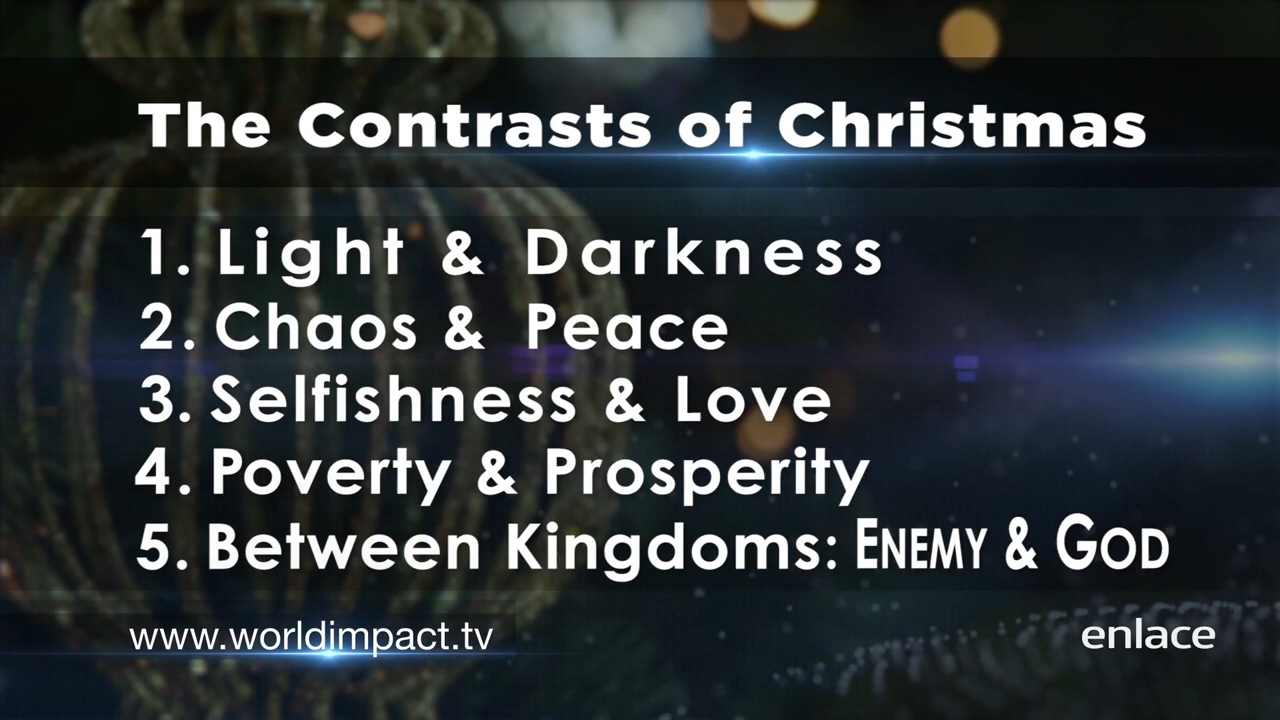 The Contrasts of Christmas
1. Light & Darkness
2. Chaos & Peace
3. Selfishness & Love
4. Poverty & Prosperity
5. Between Kingdoms: ENEMY & GOD
www.worldimpact.tv
enlace